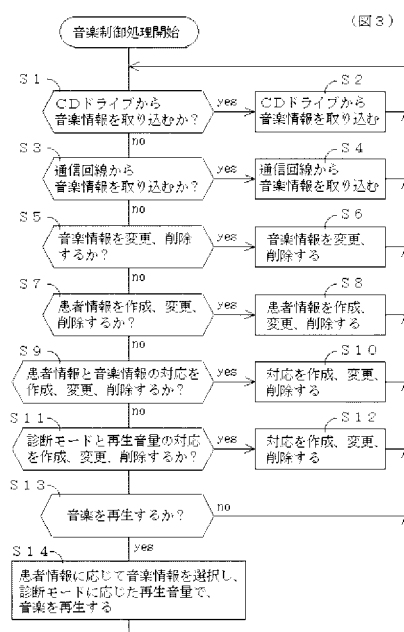 (図3)
音楽制御処理開始
S1
CDドライブから
音楽情報を取り込むか?
yes
S2
CDドライブから
音楽情報を取り込む
no
S3
通信回線から
音楽情報を取り込むか?
yes
S4
通信回線から
音楽情報を取り込む
no
S5
音楽情報を変更、削除
するか?
yes
S6
音楽情報を変更、
削除する
no
S7
患者情報を作成、変更、
削除するか?
yes
S8
患者情報を作成、
変更、削除する
no
S9
患者情報と音楽情報の対応を
作成、変更、削除するか?
yes
S10
対応を作成、変更、
削除する
no
S11
診断モードと再生音量の対応
を作成、変更、削除するか?
yes
S12
対応を作成、変更、
削除する
S13
音楽を再生するか?
no
yes
S14
患者情報に応じて音楽情報を選択し、
診断モードに応じた再生音量で、
音楽を再生する